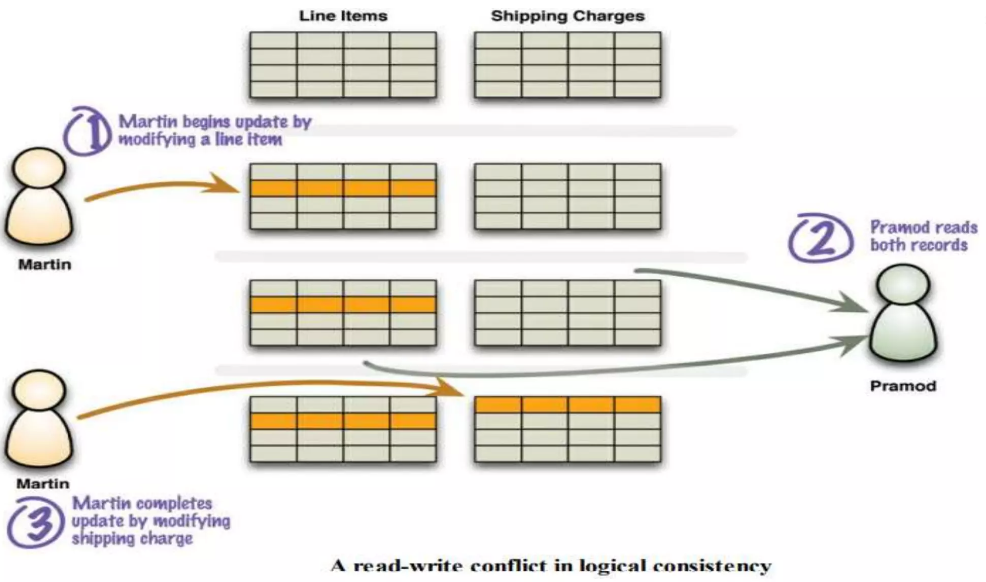 Line Items
Shipping Charges
1
Martin begins update by
modifying a line item
Martin
2
Pramod reads
both records
Pramod
Martin
3
Martin completes
update by modifying
shipping charge
A read-write conflict in logical consistency